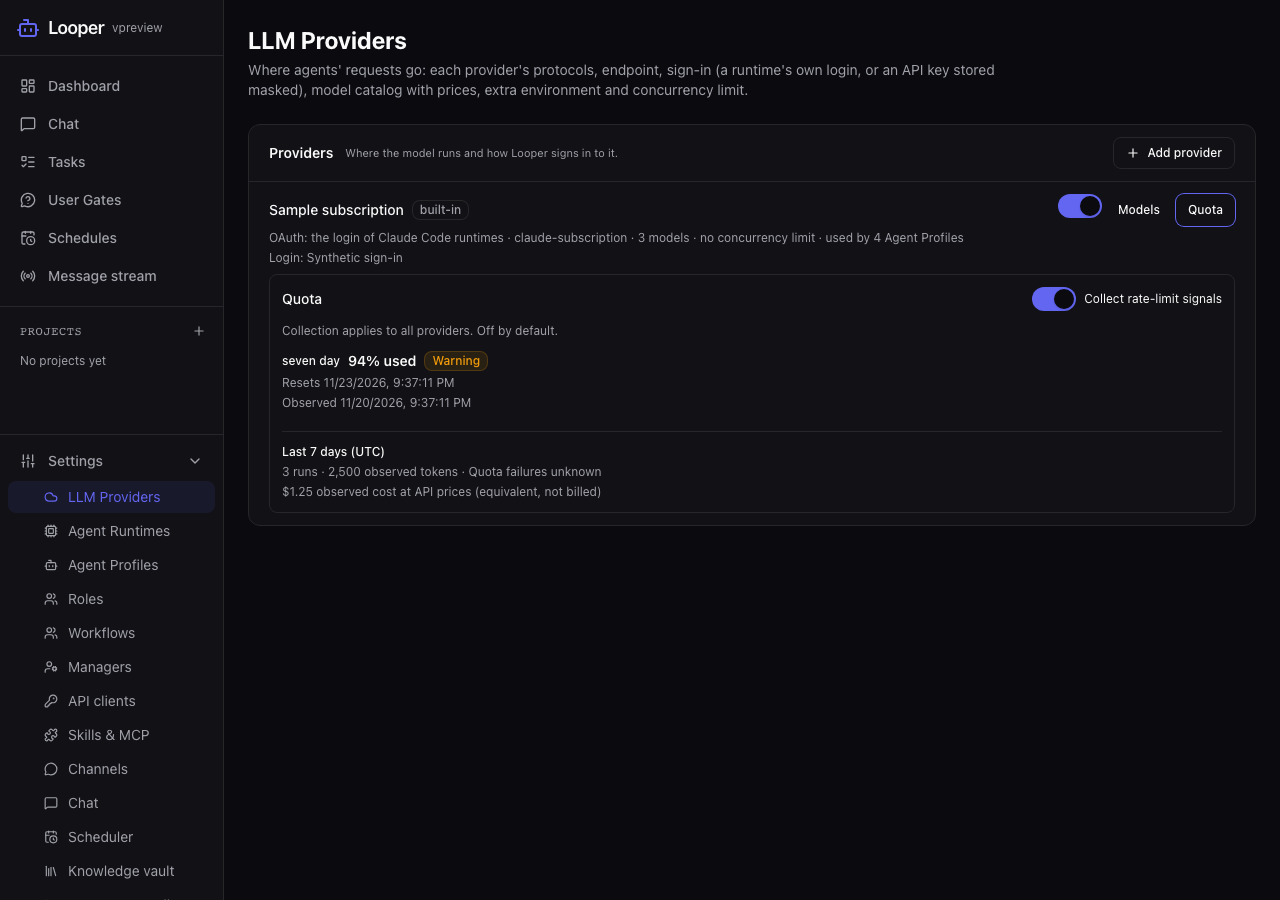 Looper vpreview
Dashboard
Chat
Tasks
User Gates
Schedules
Message stream
PROJECTS
No projects yet
Settings
LLM Providers
Agent Runtimes
Agent Profiles
Roles
Workflows
Managers
API clients
Skills & MCP
Channels
Chat
Scheduler
Knowledge vault
LLM Providers
Where agents' requests go: each provider's protocols, endpoint, sign-in (a runtime's own login, or an API key stored
masked), model catalog with prices, extra environment and concurrency limit.
Providers Where the model runs and how Looper signs in to it.
Add provider
Sample subscription built-in
Models Quota
OAuth: the login of Claude Code runtimes · claude-subscription · 3 models · no concurrency limit · used by 4 Agent Profiles
Login: Synthetic sign-in
Quota
Collect rate-limit signals
Collection applies to all providers. Off by default.
seven day 94% used Warning
Resets 11/23/2026, 9:37:11 PM
Observed 11/20/2026, 9:37:11 PM
Last 7 days (UTC)
3 runs · 2,500 observed tokens · Quota failures unknown
$1.25 observed cost at API prices (equivalent, not billed)